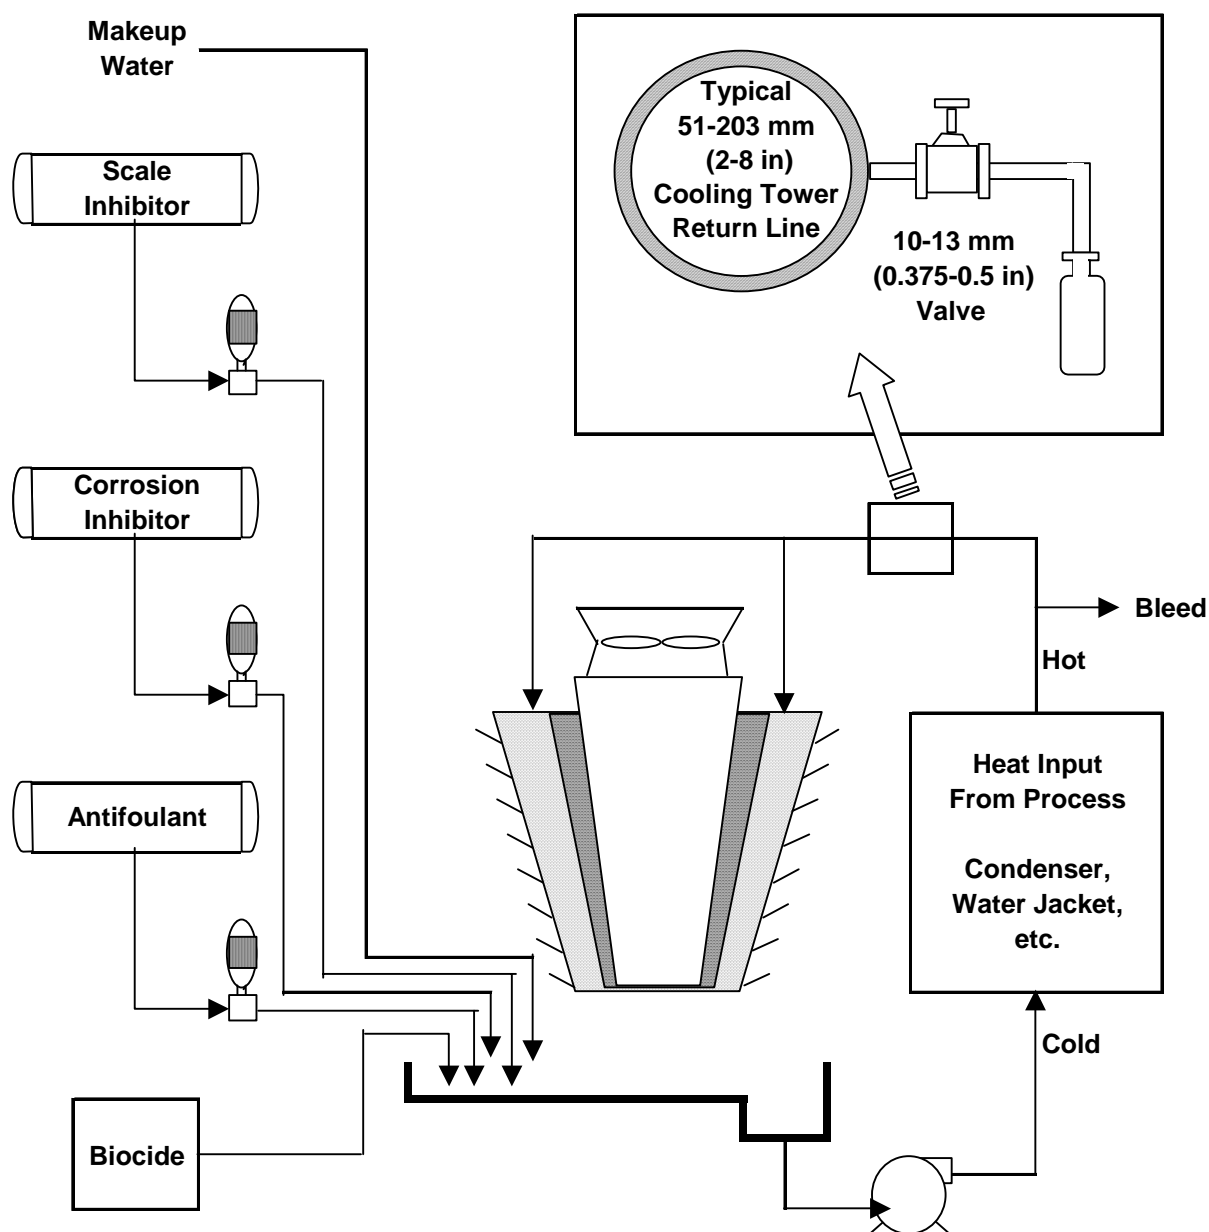 Makeup
Water
Typical
51-203 mm
(2-8 in)
Cooling Tower
Return Line
10-13 mm
(0.375-0.5 in)
Valve
Scale
Inhibitor
Corrosion
Inhibitor
Antifoulant
Biocide
Bleed
Hot
Heat Input
From Process
Condenser,
Water Jacket,
etc.
Cold